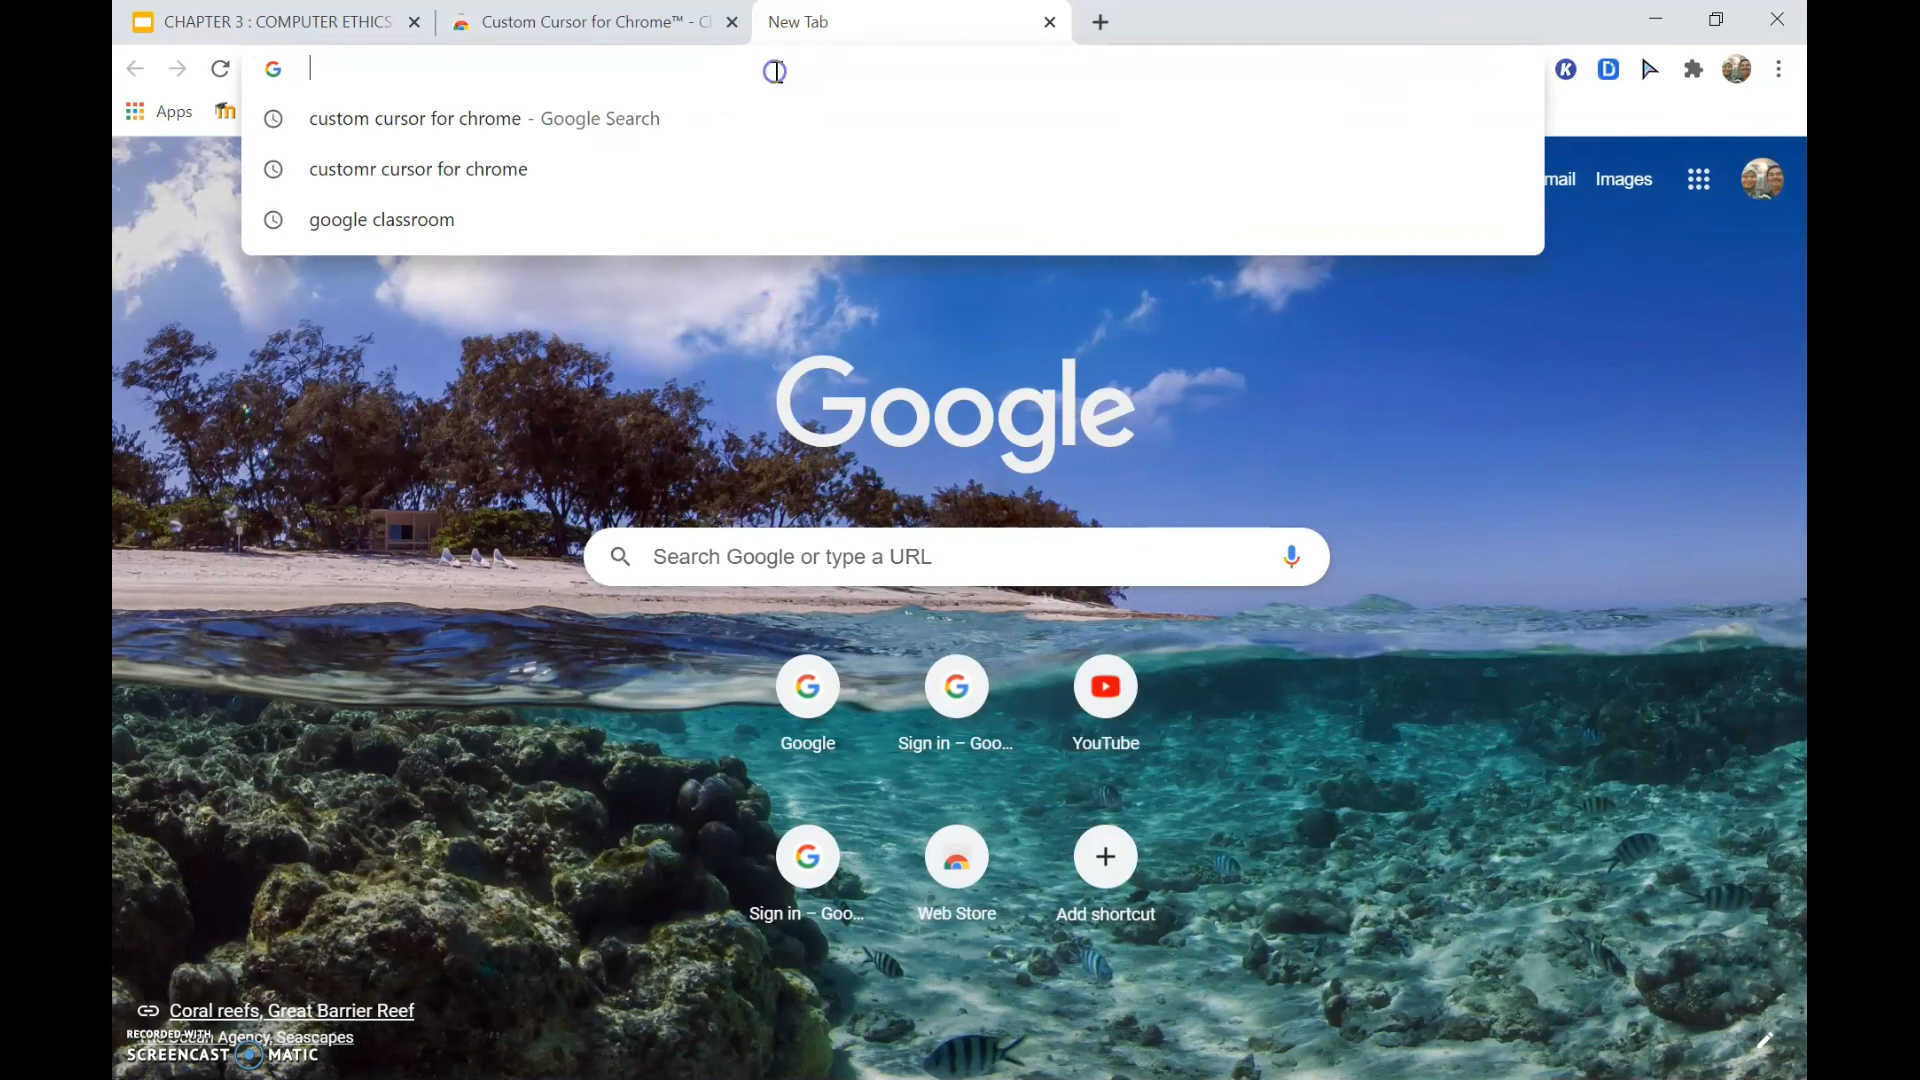 CHAPTER 3 : COMPUTER ETHICS
Custom Cursor for Chrome™ - C
New Tab
Apps
custom cursor for chrome - Google Search
customr cursor for chrome
google classroom
mail
Images
Google
Search Google or type a URL
Google
Sign in – Goo...
YouTube
Sign in – Goo...
Web Store
Add shortcut
Coral reefs, Great Barrier Reef
Agency, Seascapes
RECORDED WITH
SCREENCAST MATIC